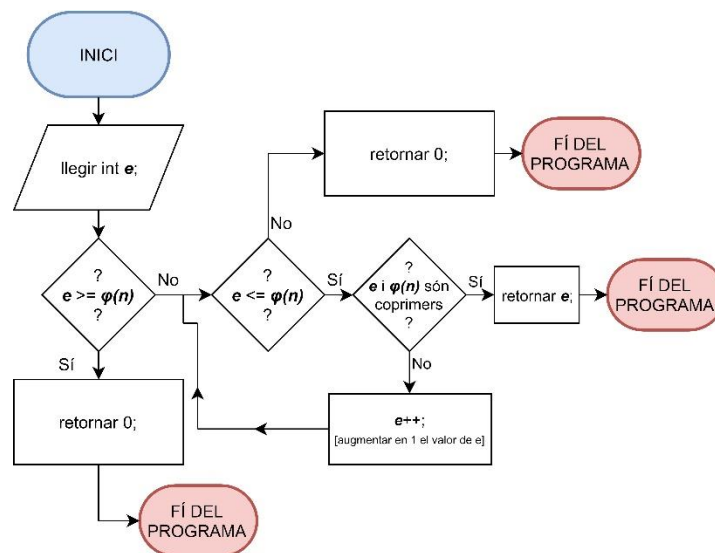 INICI
llegir int e;
?
e >= φ(n)
?
No
Sí
retornar 0;
FÍ DEL
PROGRAMA
?
e <= φ(n)
?
No
retornar 0;
FÍ DEL
PROGRAMA
Sí
?
e i φ(n) són
coprimers
?
Sí
retornar e;
FÍ DEL
PROGRAMA
No
e++;
[augmentar en 1 el valor de e]